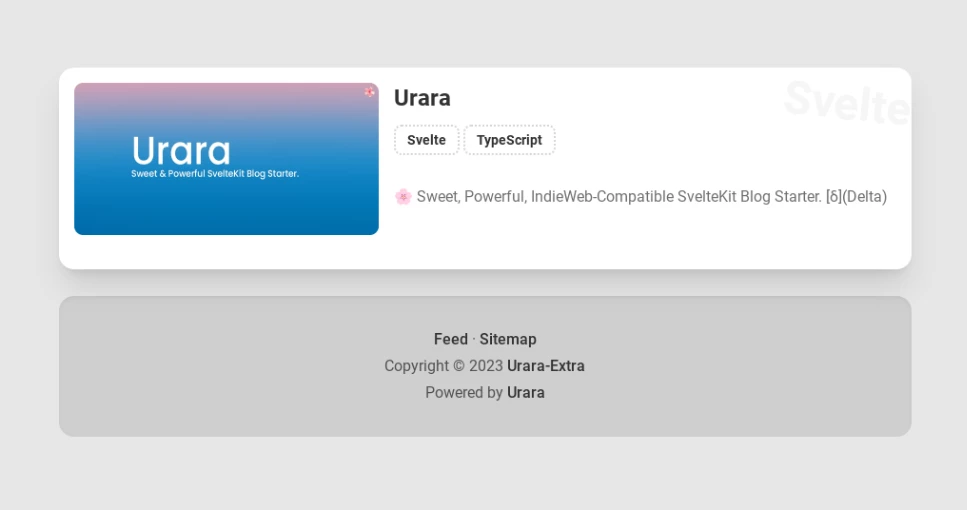 Urara
Sweet & Powerful SvelteKit Blog Starter.
Urara
Svelte
Svelte TypeScript
🌸 Sweet, Powerful, IndieWeb-Compatible SvelteKit Blog Starter. [δ](Delta)
Feed · Sitemap
Copyright © 2023 Urara-Extra
Powered by Urara